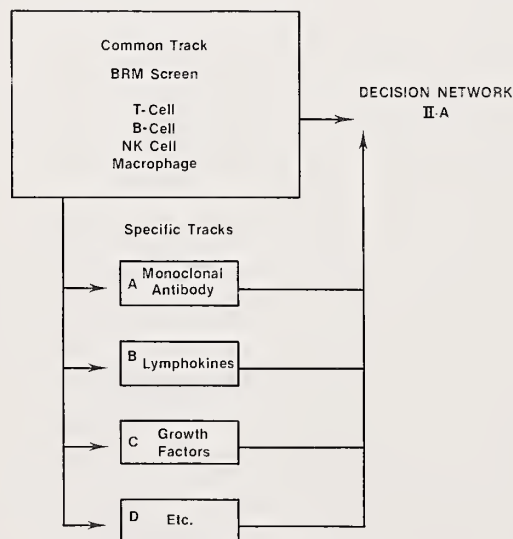 Common Track
BRM Screen
T-Cell
B-Cell
NK Cell
Macrophage
DECISION NETWORK
II-A
Specific Tracks
A Monoclonal
Antibody
B Lymphokines
C Growth
Factors
D Etc.